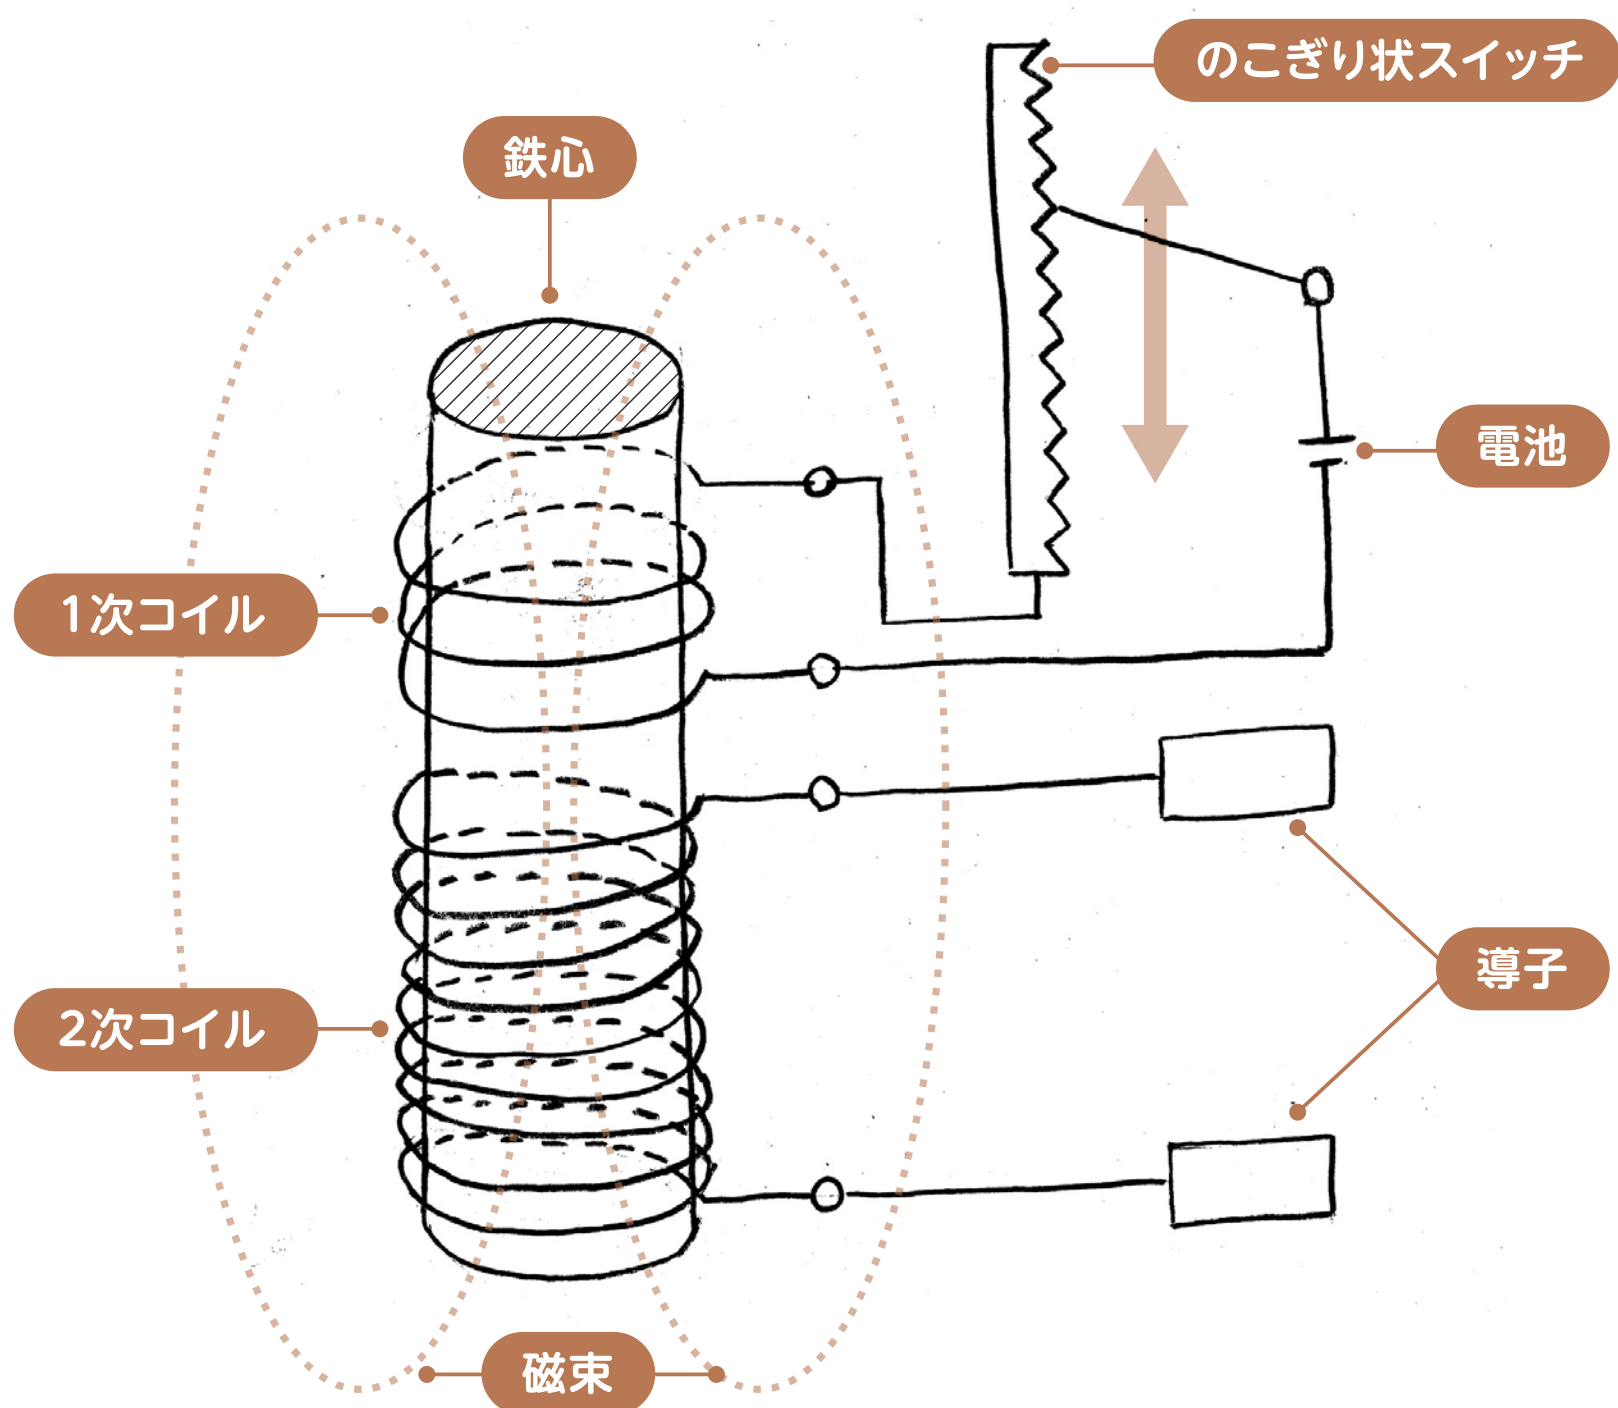 のこぎり状スイッチ
鉄心
電池
1次コイル
導子
2次コイル
磁束